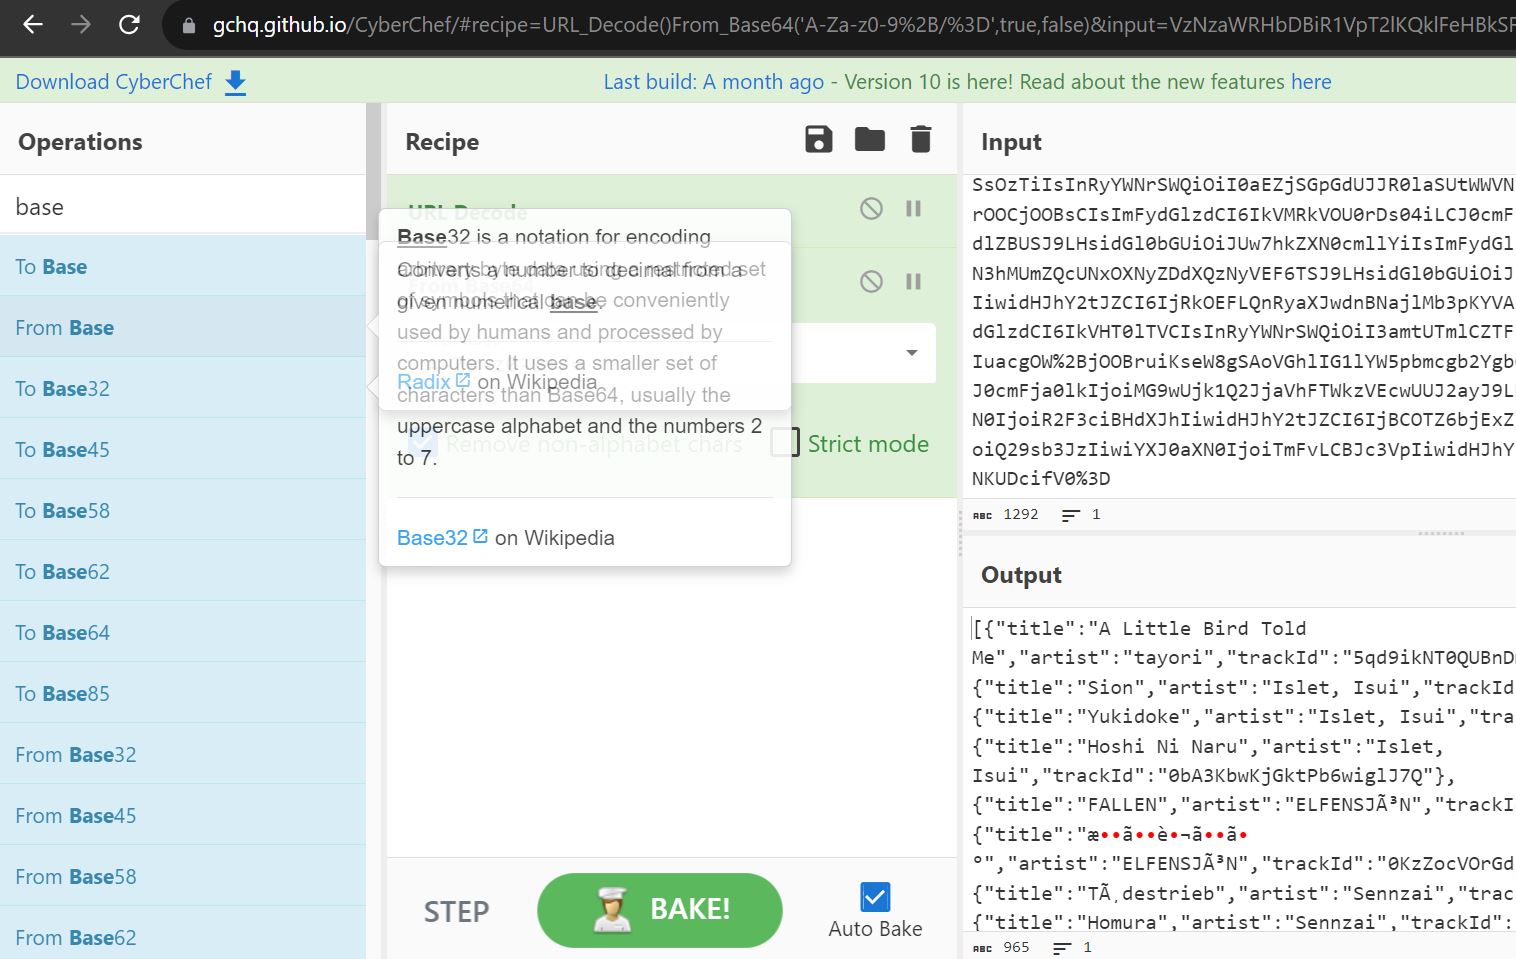 gchq.github.io/CyberChef/#recipe=URL_Decode()From_Base64('A-Za-z0-9%2B/%3D',true,false)&input=VzNzaWRHbDBiR1VpT2lKQklFeHBkSF
Download CyberChef
Last build: A month ago - Version 10 is here! Read about the new features here
Operations
base
To Base
From Base
To Base32
To Base45
To Base58
To Base62
To Base64
To Base85
From Base32
From Base45
From Base58
From Base62
Recipe
URL Decode
From Base64
Base32 is a notation for encoding
arbitrary byte data using a restricted set
of symbols that can be conveniently
used by humans and processed by
computers. It uses a smaller set of
characters than Base64, usually the
uppercase alphabet and the numbers 2
to 7.
Base32 on Wikipedia
Converts a number to decimal from a
given numerical base.
Radix on Wikipedia
Remove non-alphabet chars
Strict mode
STEP
BAKE!
Auto Bake
Input
SsOzTiIsInRyYWNrSWQiOiI0aEZjSGpGdUJJR0laSUtWWVN
rOOCjOOBsCIsImFydGlzdCI6IkVMRkVOU0rDs04iLCJ0cmF
dlZBUSJ9LHsidGl0bGUiOiJUw7hkZXN0cmllYiIsImFydGl
N3hMUmZQcUNxOXNyZDdXQzNyVEF6TSJ9LHsidGl0bGUiOiJ
IiwidHJhY2tJZCI6IjRkOEFLQnRyaXJwdnBNajlMb3pKYVA
dGlzdCI6IkVHT0lTVCIsInRyYWNrSWQiOiI3amtUTmlCZTF
IuacgOW%2BjOOBruiKseW8gSAoVGhlIG1lYW5pbmcgb2Ygb
J0cmFja0lkIjoiMG9wUjk1Q2JjaVhFTWkzVEcwUUJ2ayJ9L
N0IjoiR2F3ciBHdXJhIiwidHJhY2tJZCI6IjBCOTZ6bjExZ
oiQ29sb3JzIiwiYXJ0aXN0IjoiTmFvLCBJc3VpIiwidHJhY
NKUDcifV0%3D
ABC 1292 1
Output
[{"title":"A Little Bird Told
Me","artist":"tayori","trackId":"5qd9ikNT0QUBnD
{"title":"Sion","artist":"Islet, Isui","trackId
{"title":"Yukidoke","artist":"Islet, Isui","tra
{"title":"Hoshi Ni Naru","artist":"Islet,
Isui","trackId":"0bA3KbwKjGktPb6wiglJ7Q"},
{"title":"FALLEN","artist":"ELFENSJÃ³N","trackI
{"title":"æ••ã••è•¬ã••ã•
°","artist":"ELFENSJÃ³N","trackId":"0KzZocVOrGd
{"title":"TÃ¸destrieb","artist":"Sennzai","trac
{"title":"Homura","artist":"Sennzai","trackId":
ABC 965 1